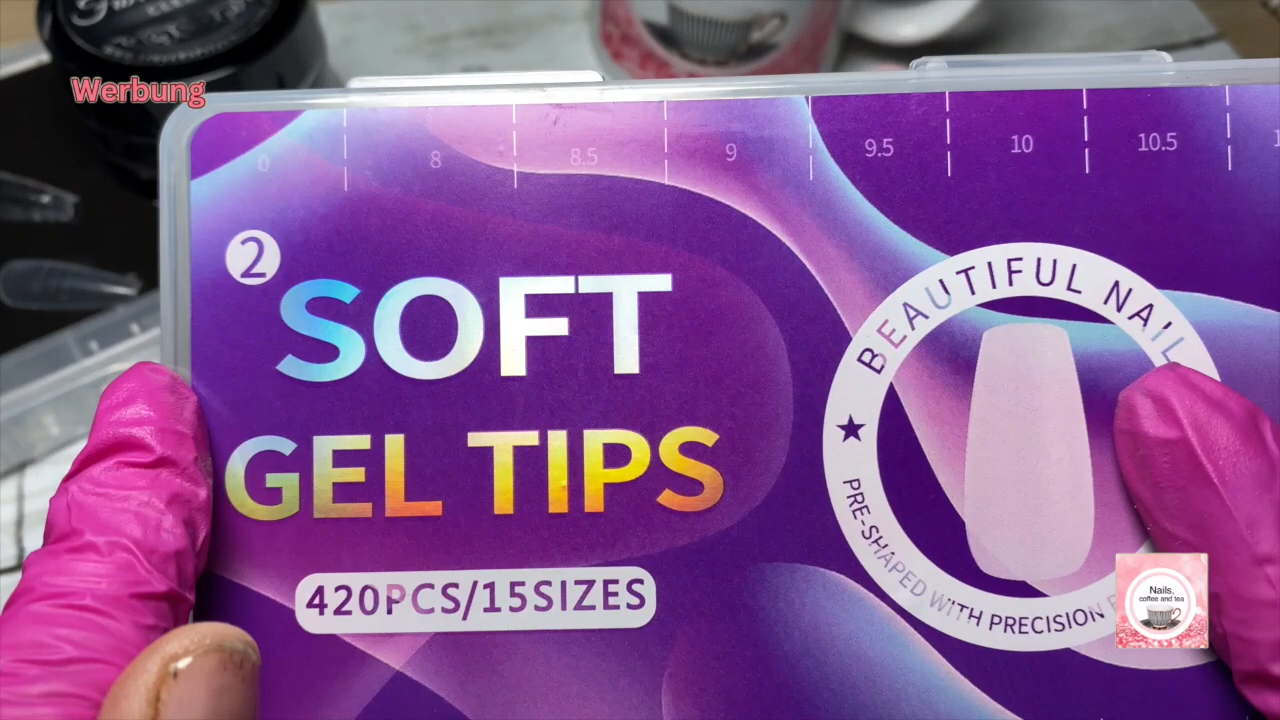 Werbung
0 8 8.5 9 9.5 10 10.5
2
SOFT
GEL TIPS
420PCS/15SIZES
BEAUTIFUL NAIL
PRE-SHAPED WITH PRECISION
Nails,
coffee and tea